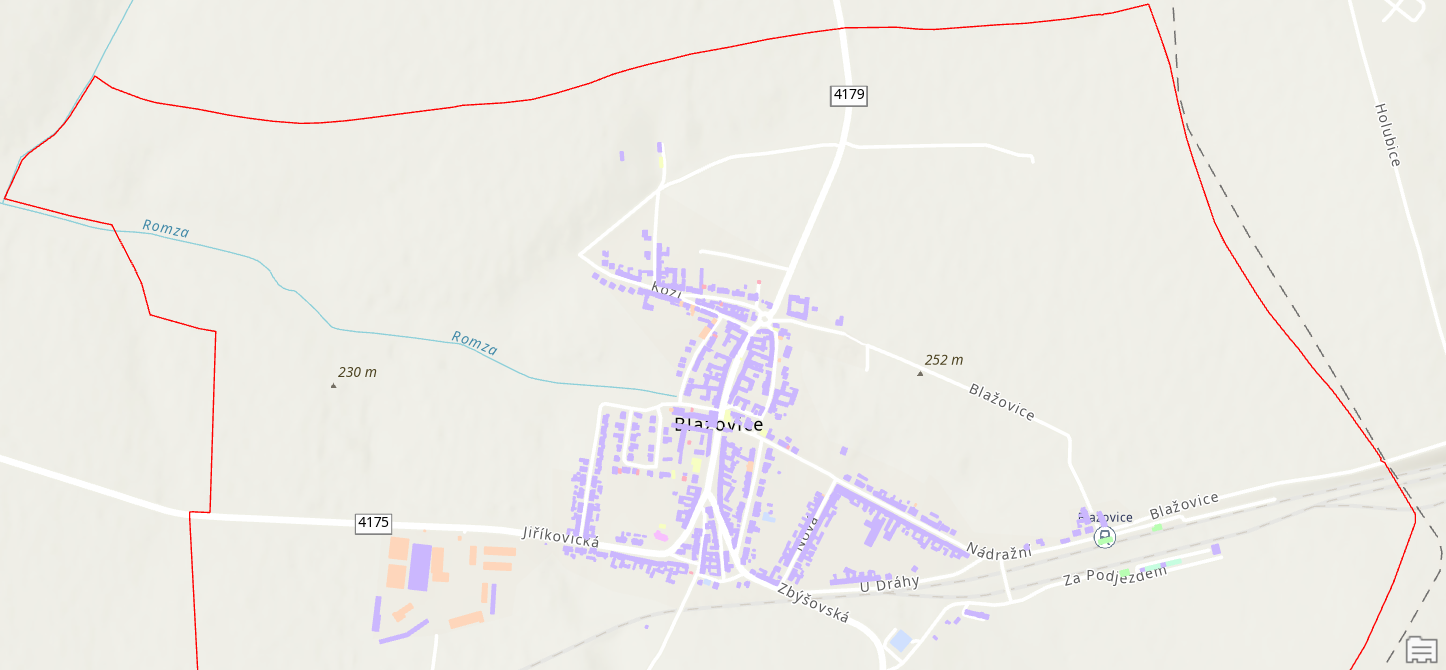 4179
Holubice
Romza
Kozí
Romza
252 m
230 m
Blažovice
Blažovice
Blažovice
Blažovice
4175
Jiříkovická
Nová
Nádražní
Za Podjezdem
U Dráhy
Zbýšovská